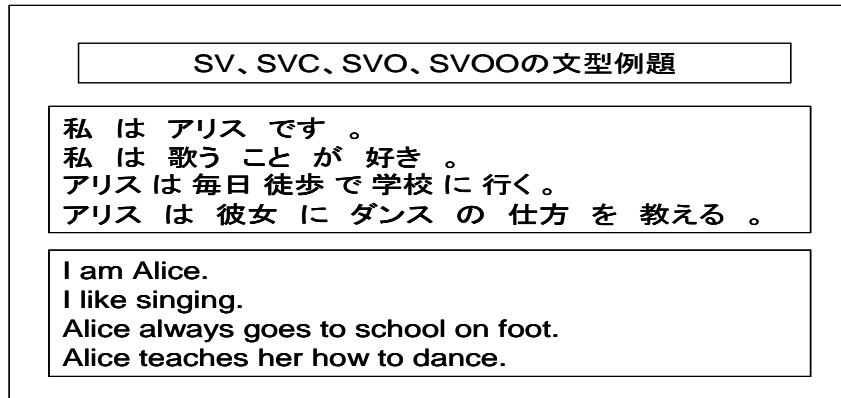 SV、SVC、SVO、SVOOの文型例題
私 は アリス です 。
私 は 歌う こと が 好き 。
アリス は 毎日 徒歩 で 学校 に 行く 。
アリス は 彼女 に ダンス の 仕方 を 教える 。
I am Alice.
I like singing.
Alice always goes to school on foot.
Alice teaches her how to dance.